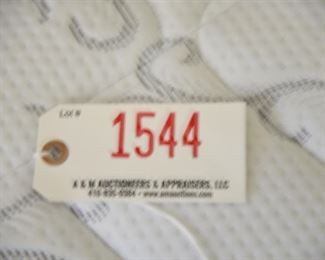 LOT #
1544
A & M AUCTIONEERS & APPRAISERS, LLC